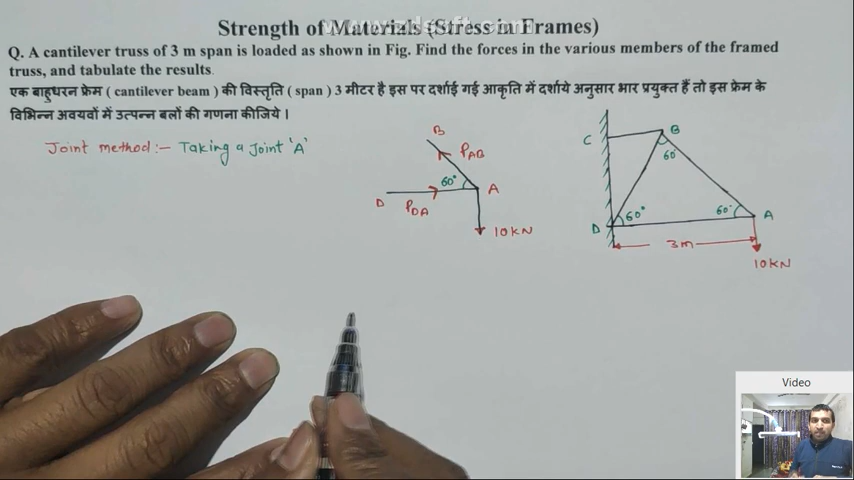 Strength of Materials (Stress in Frames)
Q. A cantilever truss of 3 m span is loaded as shown in Fig. Find the forces in the various members of the framed
truss, and tabulate the results.
एक बाहुधरन फ्रेम ( cantilever beam ) की विस्तृति ( span ) 3 मीटर है इस पर दर्शाई गई आकृति में दर्शाये अनुसार भार प्रयुक्त हैं तो इस फ्रेम के
विभिन्न अवयवों में उत्पन्न बलों की गणना कीजिये ।
Joint method:- Taking a Joint 'A'
B
PAB
60°
A
D
PDA
10KN
C
B
60
60°
60°
D
A
3m
10KN
Video